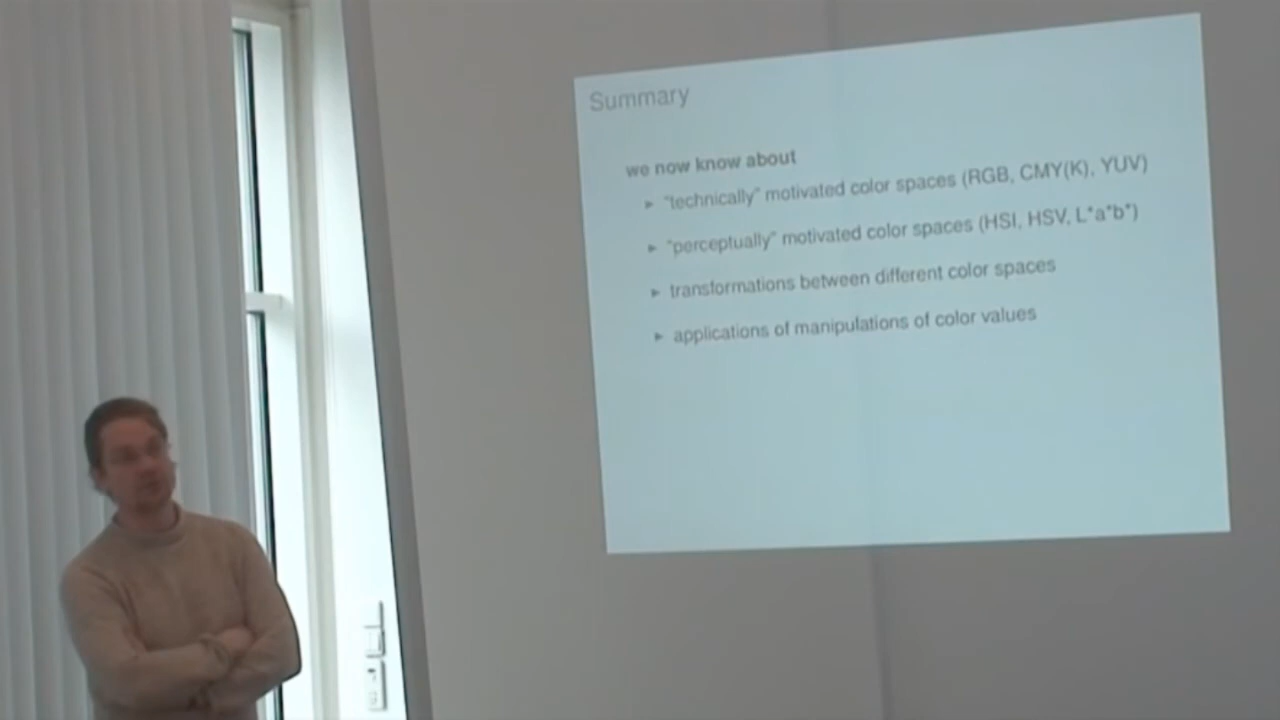 Summary
we now know about
► "technically" motivated color spaces (RGB, CMY(K), YUV)
► "perceptually" motivated color spaces (HSI, HSV, L*a*b*)
► transformations between different color spaces
► applications of manipulations of color values